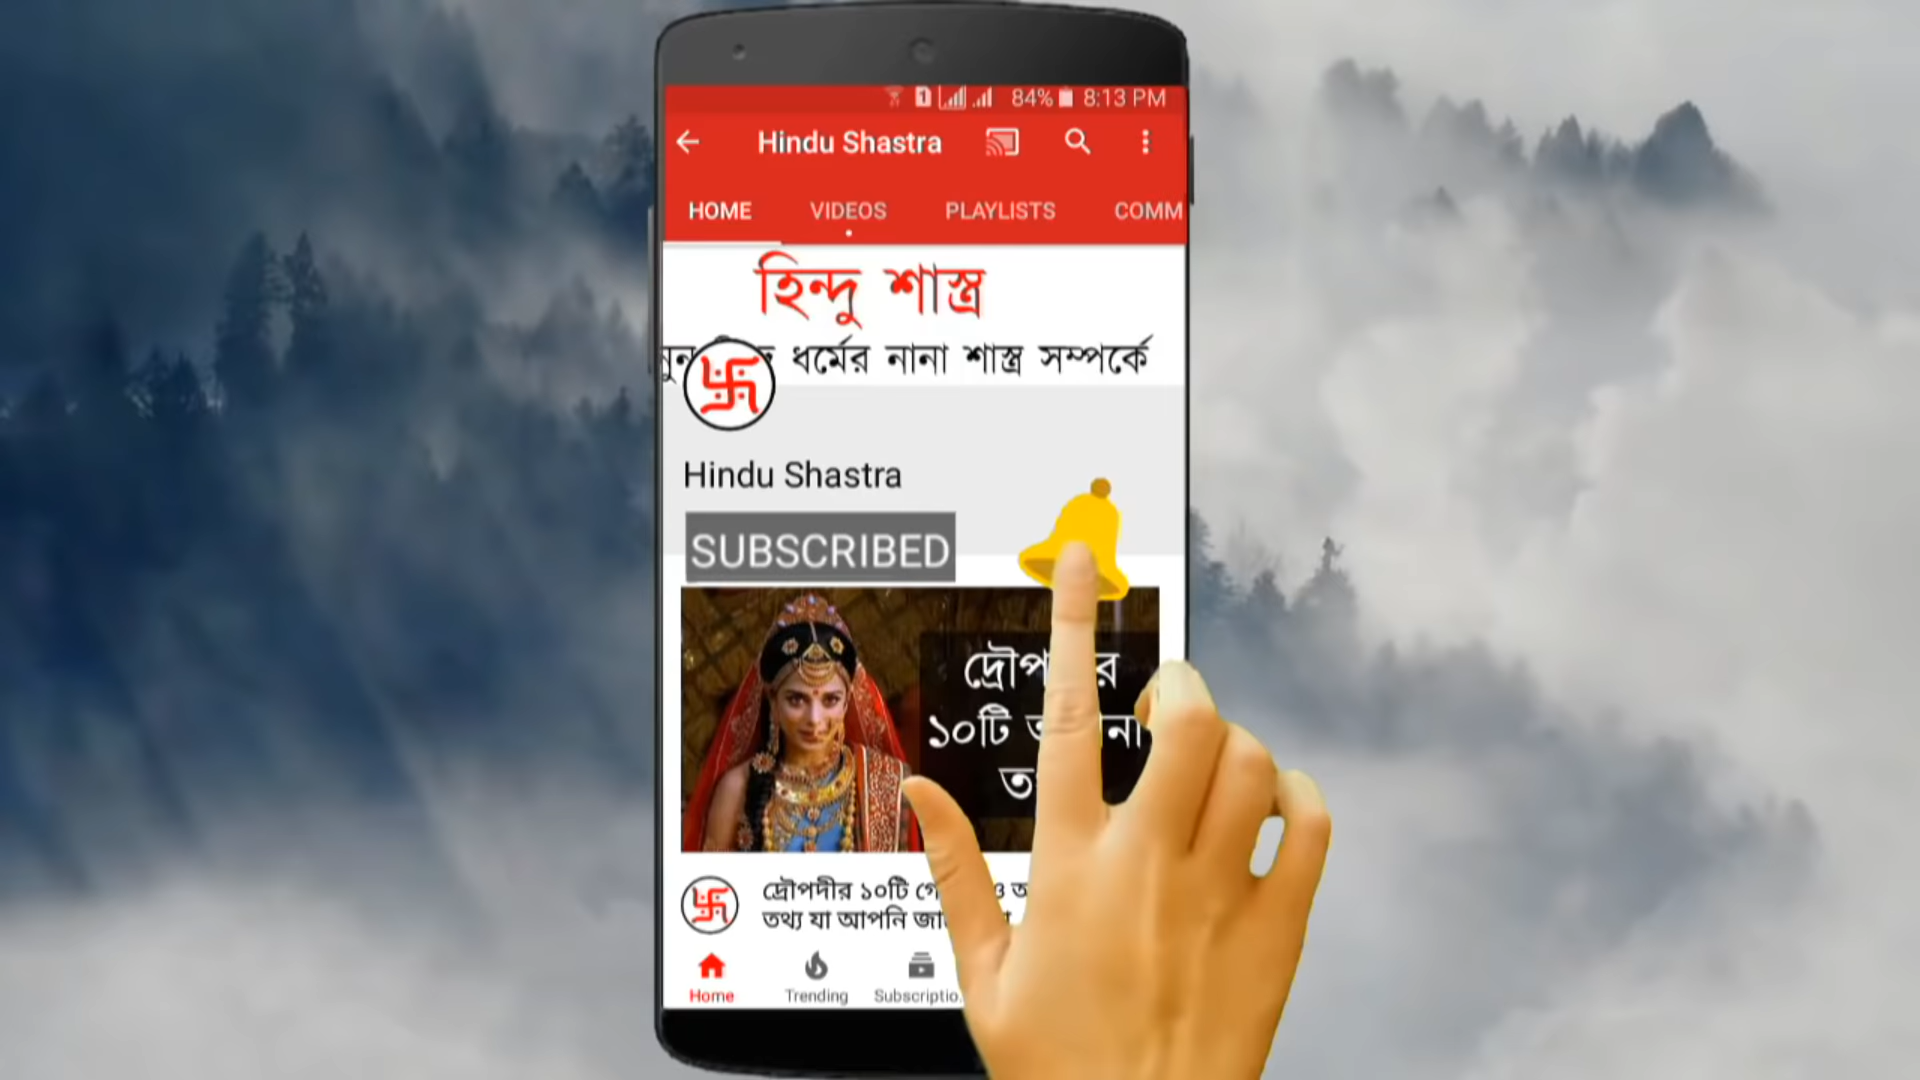 84% 8:13 PM
Hindu Shastra
HOME VIDEOS PLAYLISTS COMM
হিন্দু শাস্ত্র
ধর্মের নানা শাস্ত্র সম্পর্কে
Hindu Shastra
SUBSCRIBED
১০টি
দ্রৌপদীর ১০টি
তথ্য যা আপনি
Home Trending Subscriptio